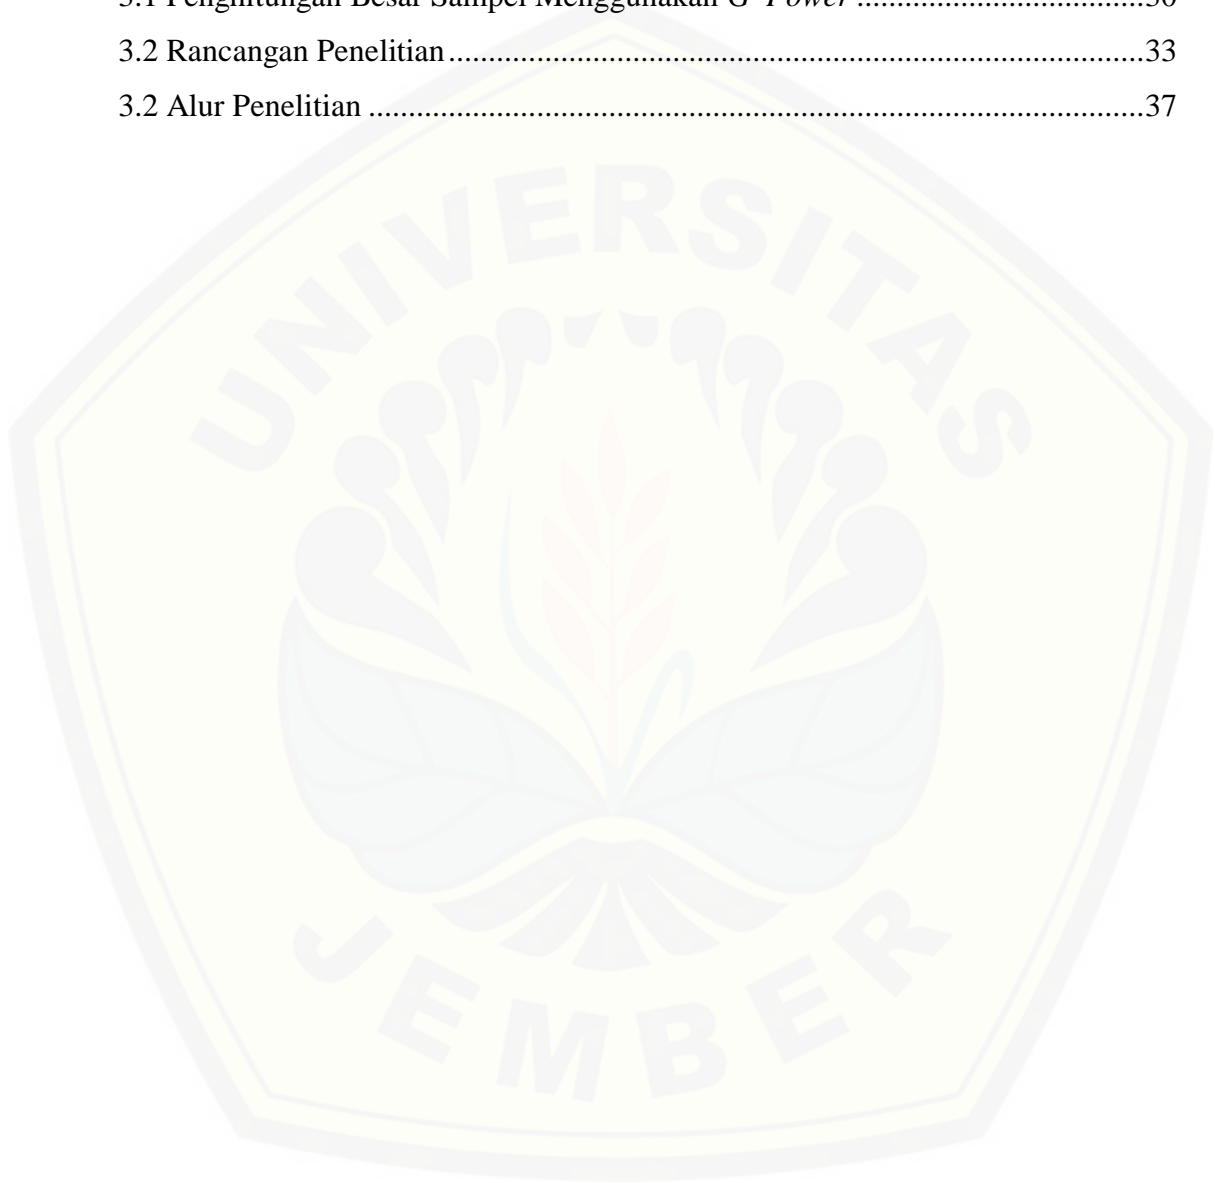 3.1 Penghitungan Besar Sampel Menggunakan G Power ....................................30
3.2 Rancangan Penelitian ........................................................................................33
3.2 Alur Penelitian ..................................................................................................37
UNIVERSITAS
JEMBER